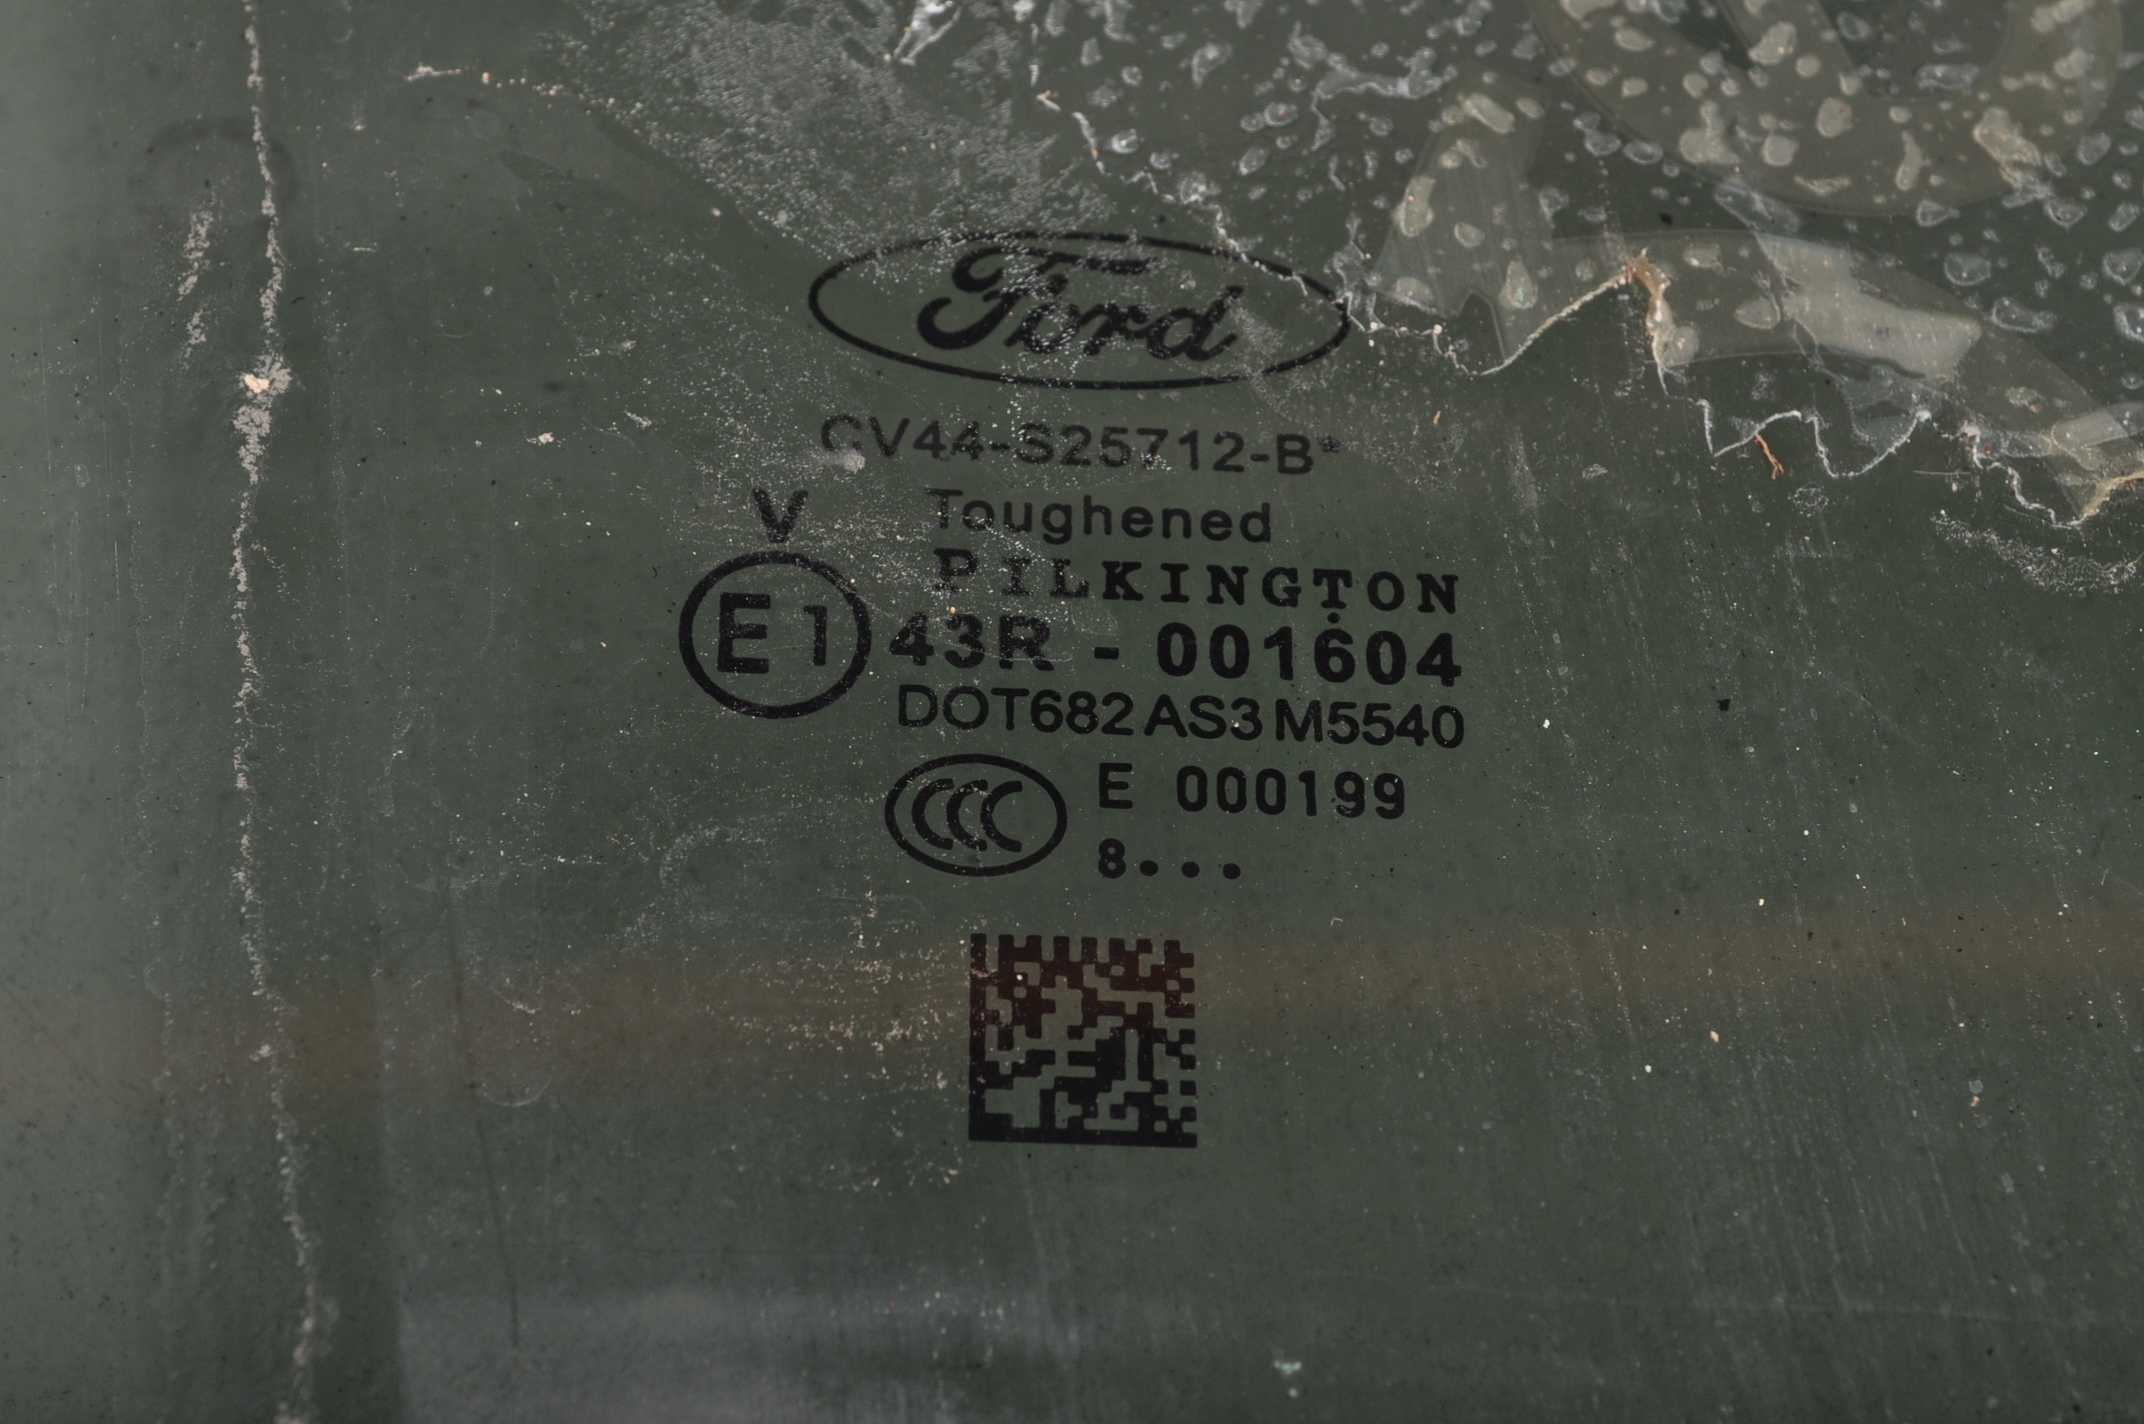 Ford
CV44-S25712-B*
V Toughened
PILKINGTON
E1 43R - 001604
DOT682 AS3 M5540
CCC E 000199
8...